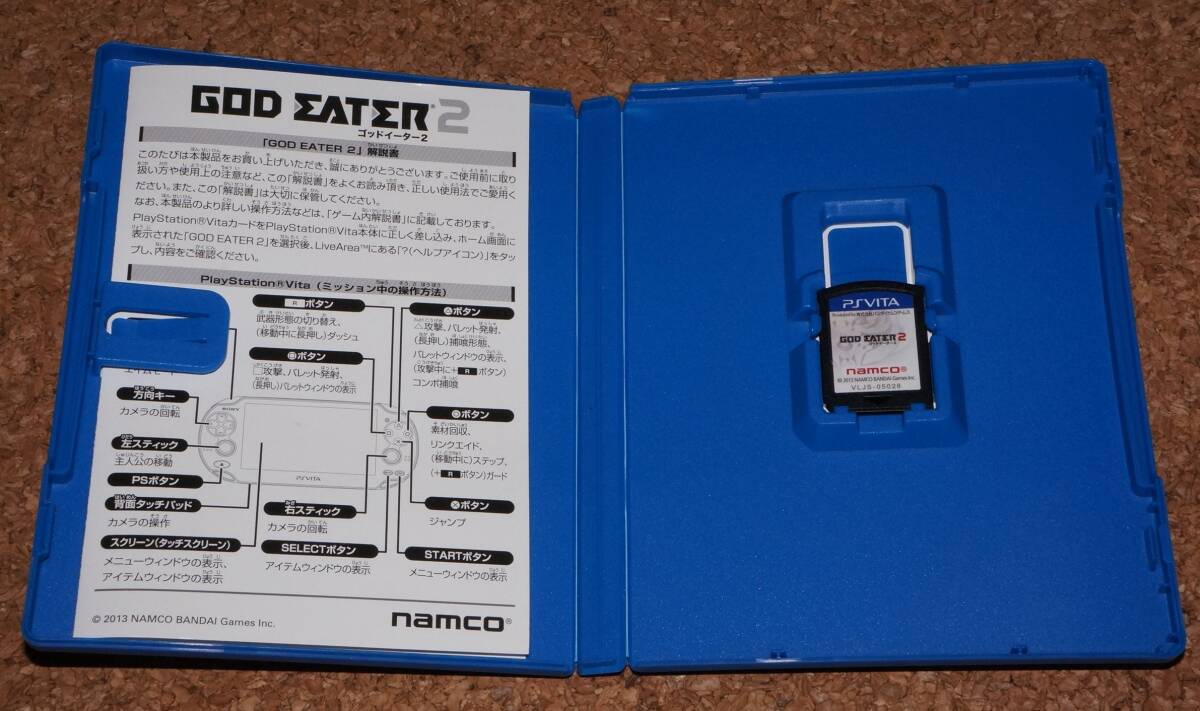 GOD EATER 2
ゴッドイーター2
「GOD EATER 2」解説書
このたびは本製品をお買い上げいただき、誠にありがとうございます。ご使用前に取り
扱い方や使用上の注意など、この「解説書」をよくお読み頂き、正しい使用法でご愛用く
ださい。また、この「解説書」は大切に保管してください。
なお、本製品のより詳しい操作方法などは、「ゲーム内解説書」に記載しております。
PlayStation®VitaカードをPlayStation®Vita本体に正しく差し込み、ホーム画面に
表示された「GOD EATER 2」を選択後、LiveArea™にある「?(ヘルプアイコン)」をタッ
プし、内容をご確認ください。
PlayStation®Vita(ミッション中の操作方法)
Rボタン
武器形態の切り替え、
(移動中に長押し)ダッシュ
□ボタン
□攻撃、バレット発射、
(長押し)バレットウィンドウの表示
△ボタン
△攻撃、バレット発射、
(長押し)捕喰形態、
バレットウィンドウの表示、
(攻撃中に+Rボタン)
コンボ捕喰
方向キー
カメラの回転
左スティック
主人公の移動
PSボタン
背面タッチパッド
カメラの操作
スクリーン(タッチスクリーン)
メニューウィンドウの表示、
アイテムウィンドウの表示
SONY
PSVITA
右スティック
カメラの回転
SELECTボタン
アイテムウィンドウの表示
○ボタン
素材回収、
リンクエイド、
(移動中に)ステップ、
(+Rボタン)ガード
×ボタン
ジャンプ
STARTボタン
メニューウィンドウの表示
© 2013 NAMCO BANDAI Games Inc.
namco®
PSVITA
GOD EATER 2
ゴッドイーター2
namco®
© 2013 NAMCO BANDAI Games Inc.
VLJS-05028